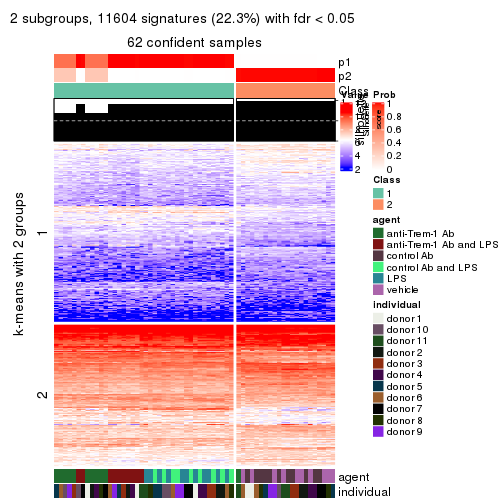 2 subgroups, 11604 signatures (22.3%) with fdr < 0.05
62 confident samples
p1
p2
Class
k-means with 2 groups
1
2
Value
Prob
6
4
2
1
0.8
0.6
0.4
0.2
0
Class
1
2
agent
anti-Trem-1 Ab
anti-Trem-1 Ab and LPS
control Ab
control Ab and LPS
LPS
vehicle
individual
donor 1
donor 10
donor 11
donor 2
donor 3
donor 4
donor 5
donor 6
donor 7
donor 8
donor 9
agent
individual